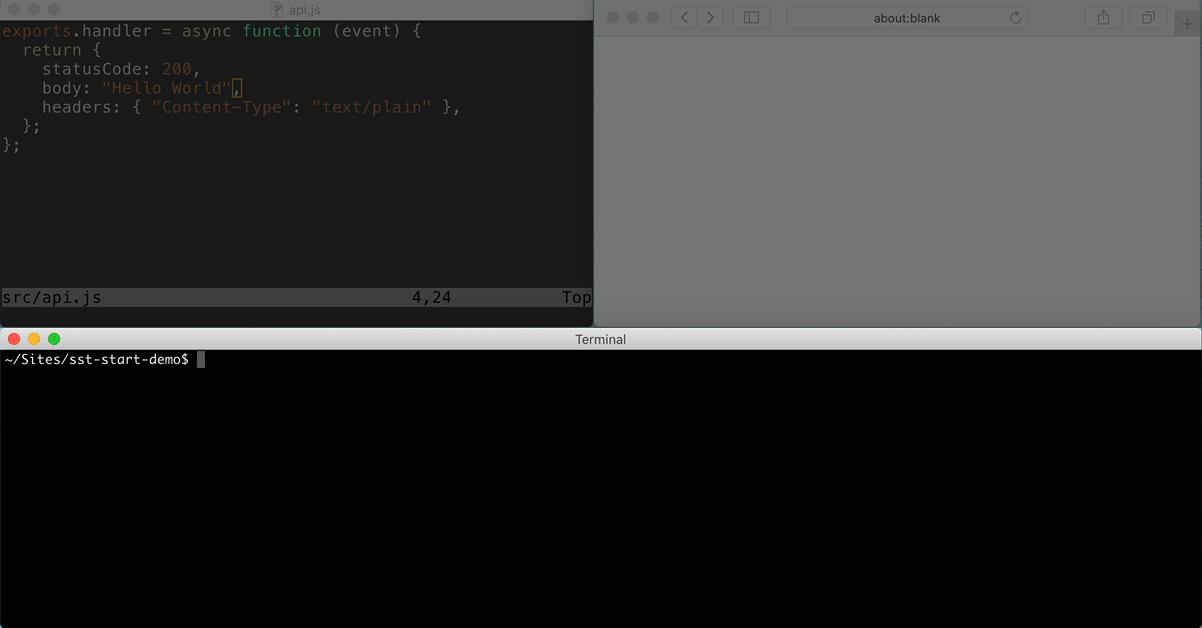 api.js
exports.handler = async function (event) {
  return {
    statusCode: 200,
    body: "Hello World",
    headers: { "Content-Type": "text/plain" },
  };
};
src/api.js 4,24 Top
about:blank
Terminal
~/Sites/sst-start-demo$